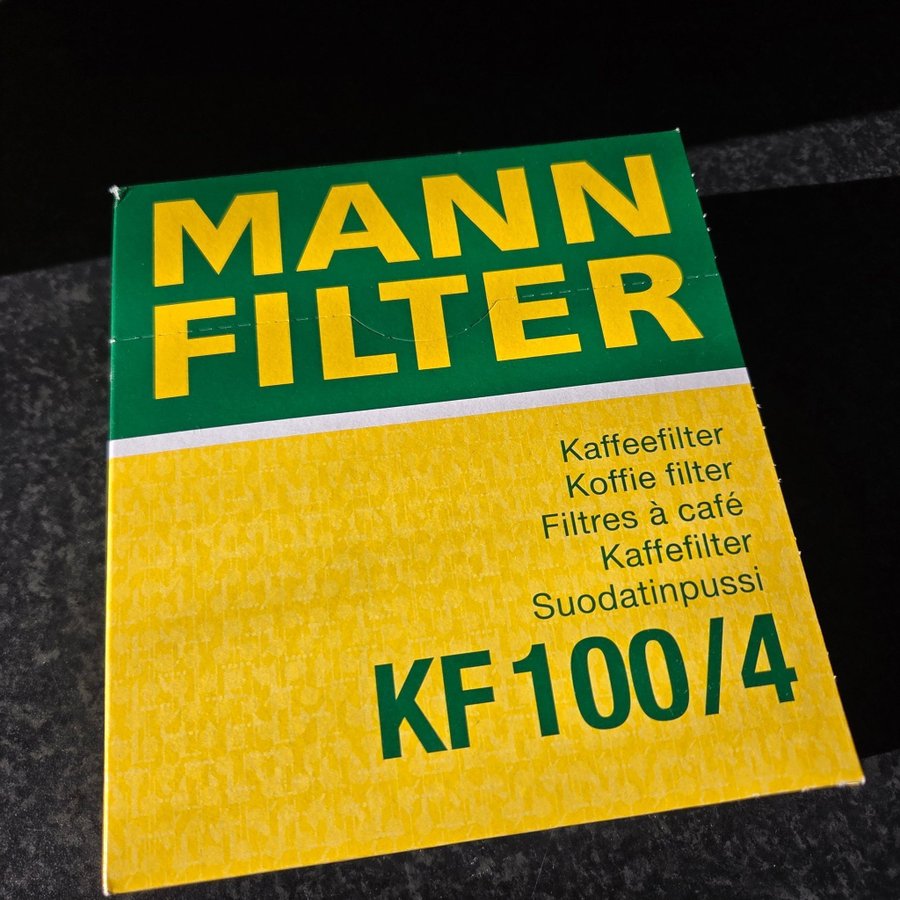 MANN
FILTER
Kaffeefilter
Koffie filter
Filtres à café
Kaffefilter
Suodatinpussi
KF 100/4